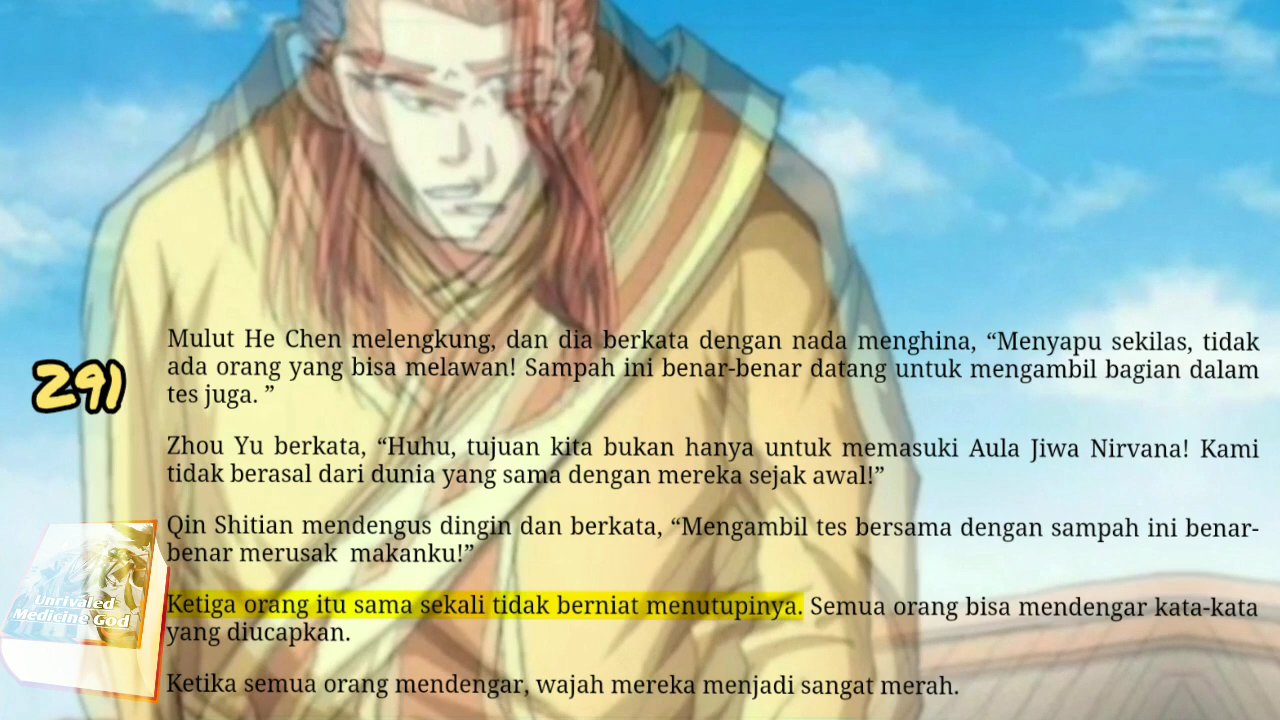 Mulut He Chen melengkung, dan dia berkata dengan nada menghina, “Menyapu sekilas, tidak
ada orang yang bisa melawan! Sampah ini benar-benar datang untuk mengambil bagian dalam
tes juga. ”
291
Zhou Yu berkata, “Huhu, tujuan kita bukan hanya untuk memasuki Aula Jiwa Nirvana! Kami
tidak berasal dari dunia yang sama dengan mereka sejak awal!”
Qin Shitian mendengus dingin dan berkata, “Mengambil tes bersama dengan sampah ini benar-
benar merusak  makanku!”
Ketiga orang itu sama sekali tidak berniat menutupinya. Semua orang bisa mendengar kata-kata
yang diucapkan.
Ketika semua orang mendengar, wajah mereka menjadi sangat merah.
Unrivaled
Medicine God